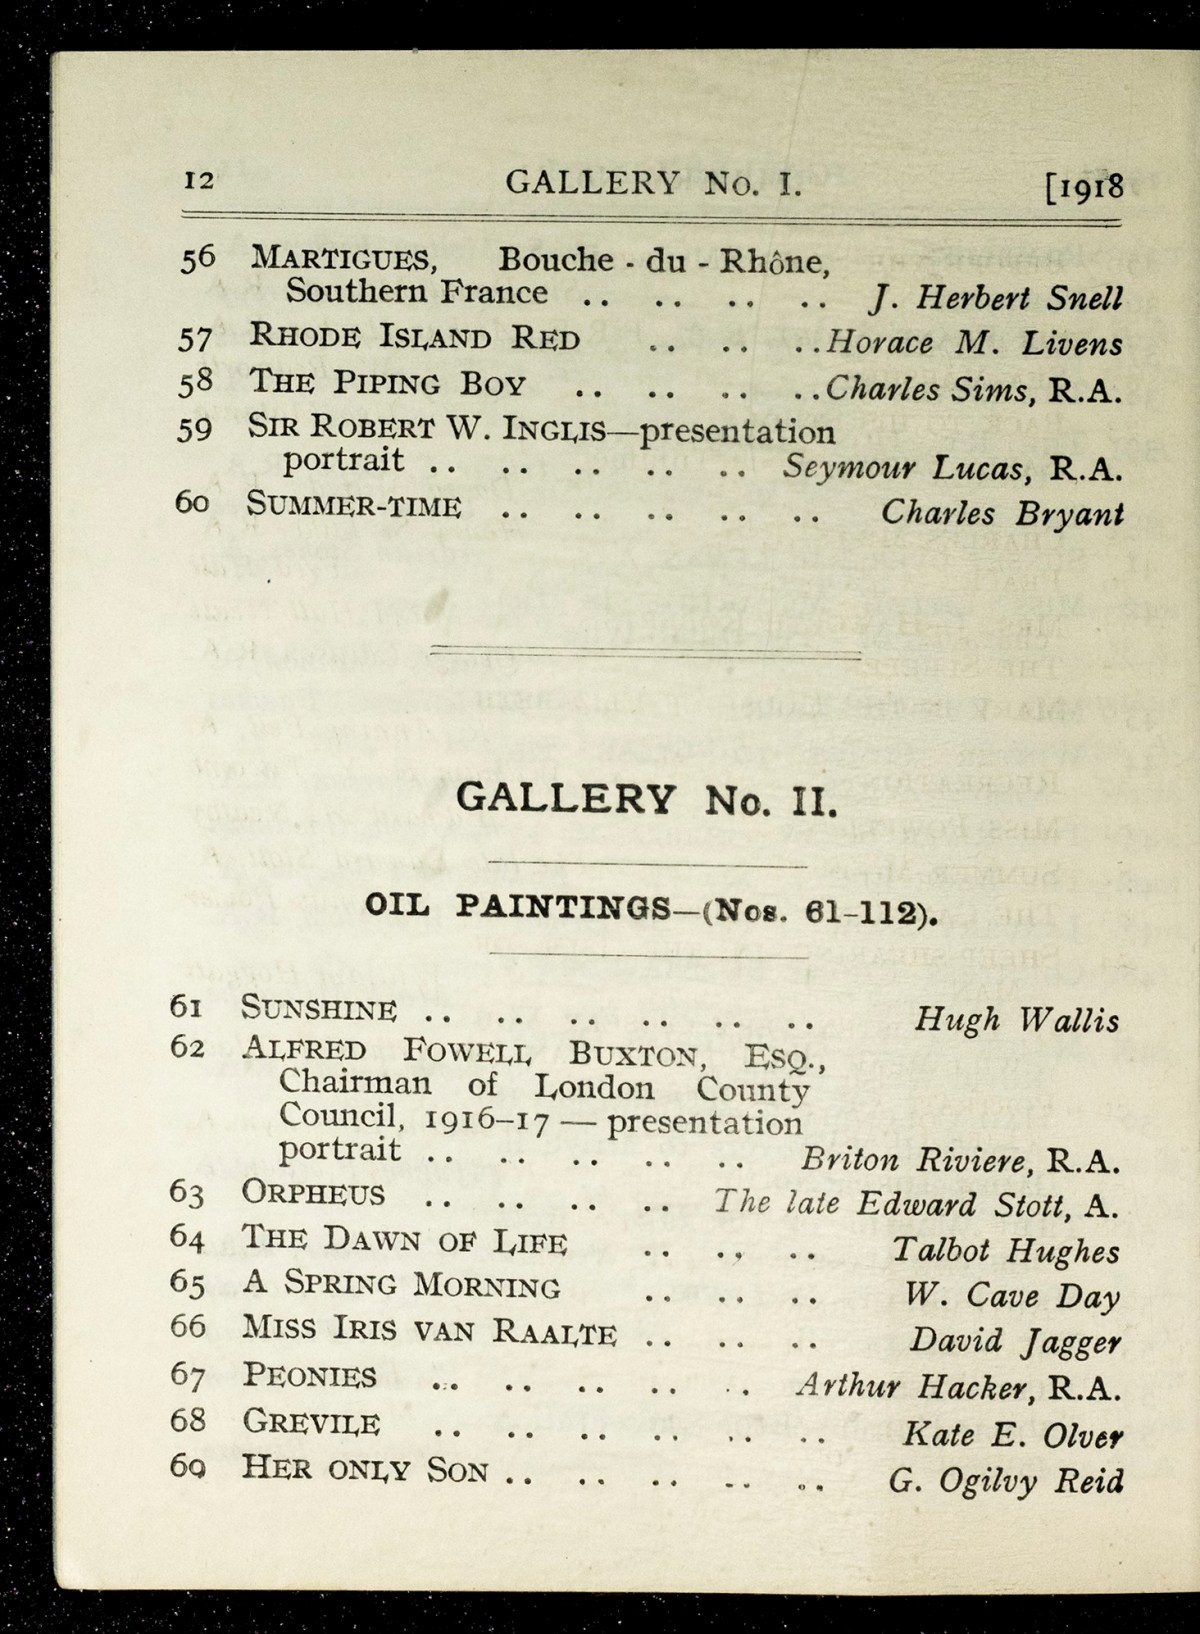 12 GALLERY No. I. [1918
56 MARTIGUES, Bouche - du - Rhône,
Southern France .. .. .. .. J. Herbert Snell
57 RHODE ISLAND RED .. .. .. Horace M. Livens
58 THE PIPING BOY .. .. .. .. Charles Sims, R.A.
59 SIR ROBERT W. INGLIS—presentation
portrait .. .. .. .. .. Seymour Lucas, R.A.
60 SUMMER-TIME .. .. .. .. .. Charles Bryant
GALLERY No. II.
OIL PAINTINGS—(Nos. 61-112).
61 SUNSHINE .. .. .. .. .. .. Hugh Wallis
62 ALFRED FOWELL BUXTON, ESQ.,
Chairman of London County
Council, 1916-17 — presentation
portrait .. .. .. .. .. Briton Riviere, R.A.
63 ORPHEUS .. .. .. .. The late Edward Stott, A.
64 THE DAWN OF LIFE .. .. .. Talbot Hughes
65 A SPRING MORNING .. .. .. W. Cave Day
66 MISS IRIS VAN RAALTE .. .. .. David Jagger
67 PEONIES .. .. .. .. .. Arthur Hacker, R.A.
68 GREVILE .. .. .. .. .. .. Kate E. Olver
69 HER ONLY SON .. .. .. .. .. G. Ogilvy Reid